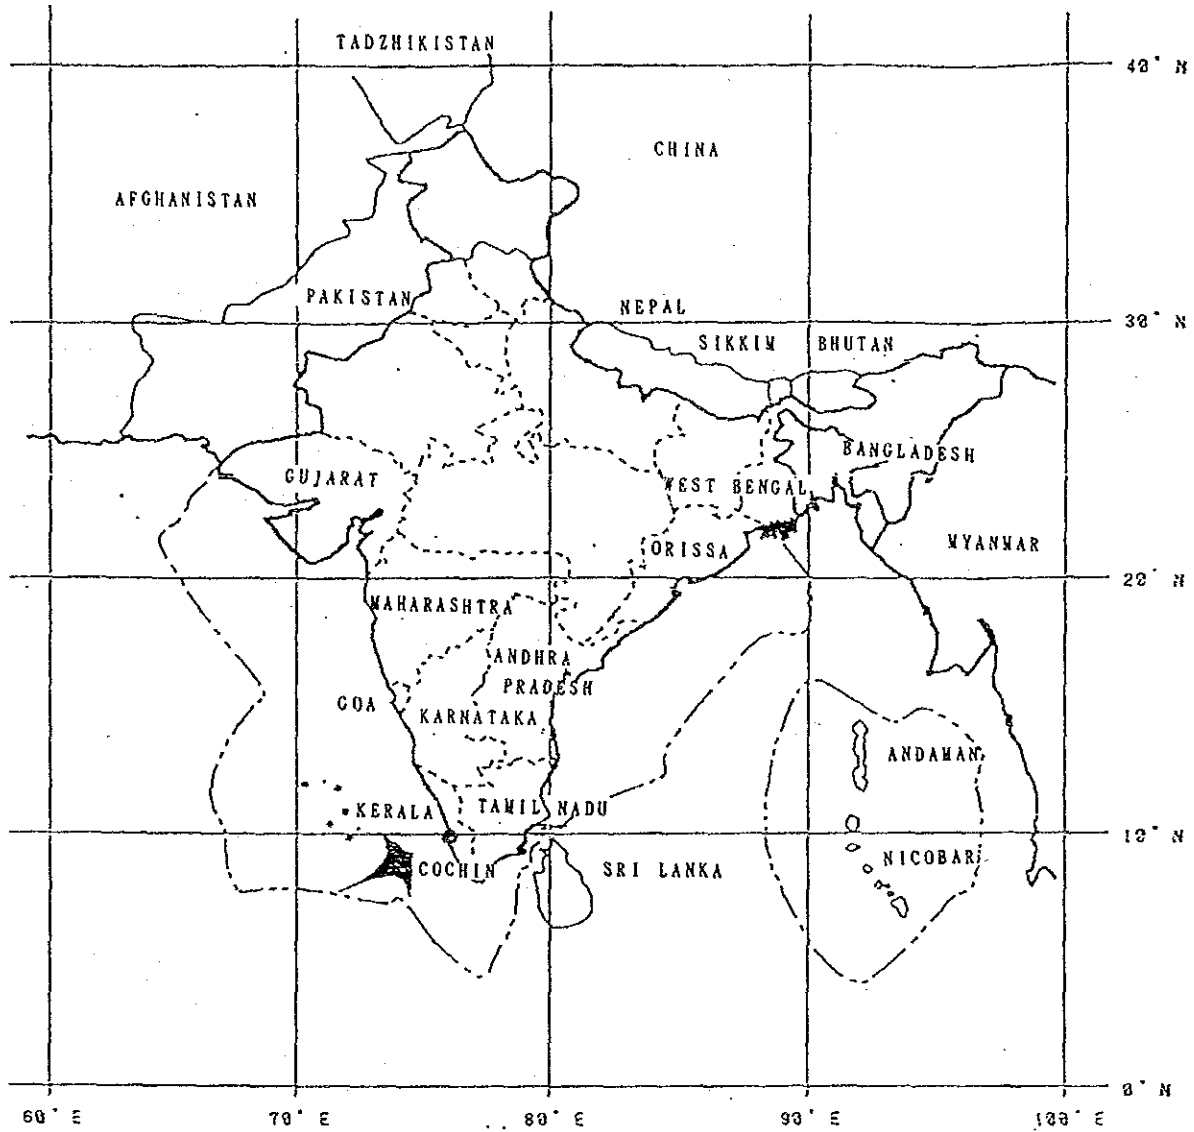 TADZHIKISTAN
40° N
CHINA
AFGHANISTAN
PAKISTAN
NEPAL
30° N
SIKKIM
BHUTAN
BANGLADESH
GUJARAT
WEST BENGAL
ORISSA
MYANMAR
20° N
MAHARASHTRA
ANDHRA
PRADESH
GOA
KARNATAKA
ANDAMAN
KERALA
TAMIL NADU
10° N
COCHIN
SRI LANKA
NICOBAR
0° N
60° E
70° E
80° E
90° E
100° E